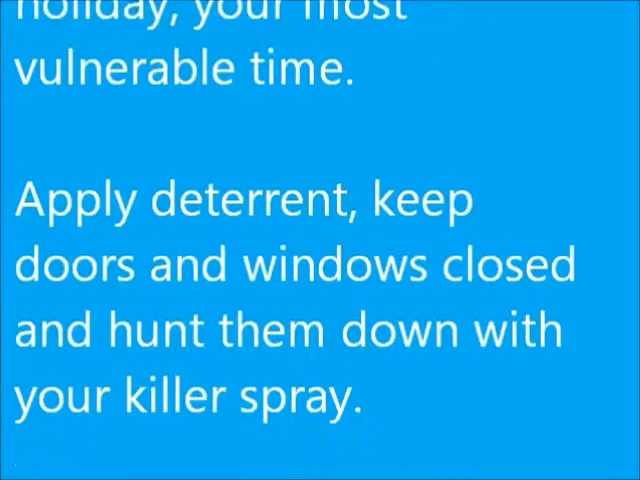 holiday, your most
vulnerable time.
Apply deterrent, keep
doors and windows closed
and hunt them down with
your killer spray.